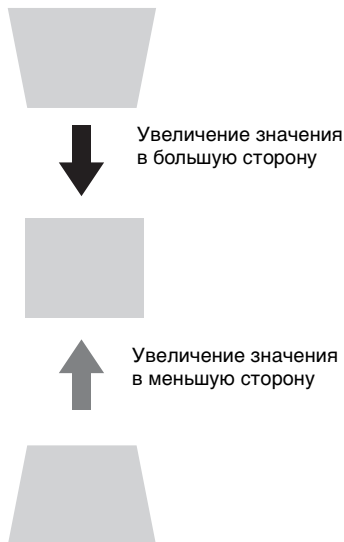 Увеличение значения
в большую сторону
Увеличение значения
в меньшую сторону